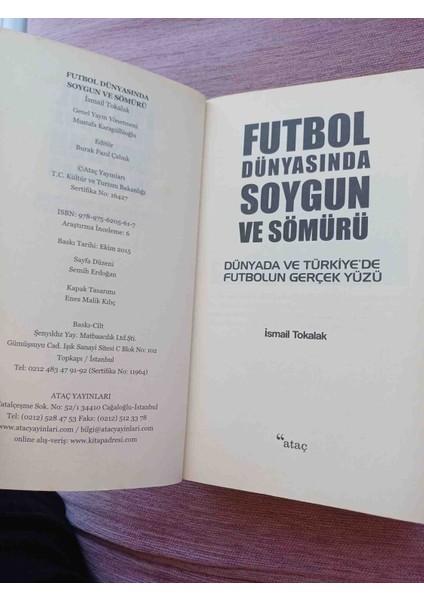 FUTBOL DÜNYASINDA
SOYGUN VE SÖMÜRÜ
İsmail Tokalak
Genel Yayın Yönetmeni
Mustafa Karagüllüoğlu
Editör
Burak Fazıl Çabuk
©Ataç Yayınları
T.C. Kültür ve Turizm Bakanlığı
Sertifika No: 16427
ISBN: 978-975-6205-61-7
Araştırma İnceleme: 6
Baskı Tarihi: Ekim 2015
Sayfa Düzeni
Semih Erdoğan
Kapak Tasarımı
Enes Malik Kılıç
Baskı-Cilt
Şenyıldız Yay. Matbaacılık Ltd.Şti.
Gümüşsuyu Cad. Işık Sanayi Sitesi C Blok No: 102
Topkapı / İstanbul
Tel: 0212 483 47 91-92 (Sertifika No: 11964)
ATAÇ YAYINLARI
Çatalçeşme Sok. No: 52/1 34410 Cağaloğlu-İstanbul
Tel: (0212) 528 47 53 Faks: (0212) 512 33 78
www.atacyayinlari.com / bilgi@atacyayinlari.com
online alış-veriş: www.kitapadresi.com
FUTBOL
DÜNYASINDA
SOYGUN
VE SÖMÜRÜ
DÜNYADA VE TÜRKİYE'DE
FUTBOLUN GERÇEK YÜZÜ
İsmail Tokalak
“ataç